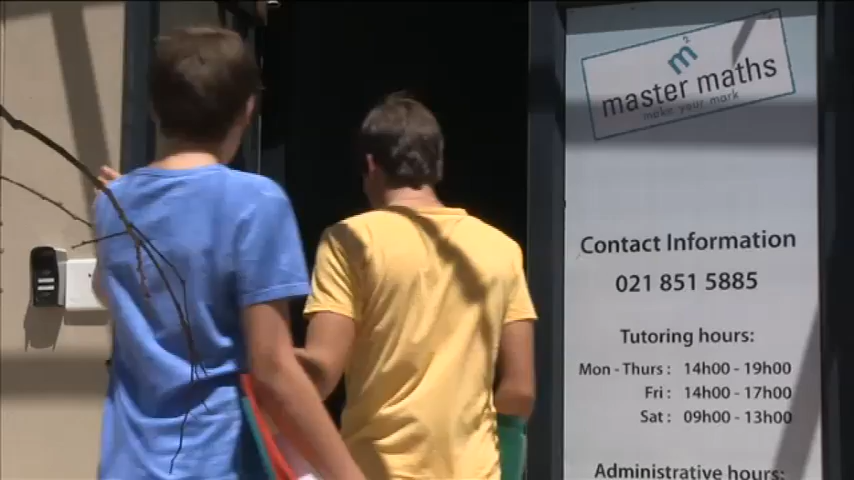 m²
master maths
make your mark
Contact Information
021 851 5885
Tutoring hours:
Mon - Thurs : 14h00 - 19h00
Fri : 14h00 - 17h00
Sat : 09h00 - 13h00
Administrative hours: